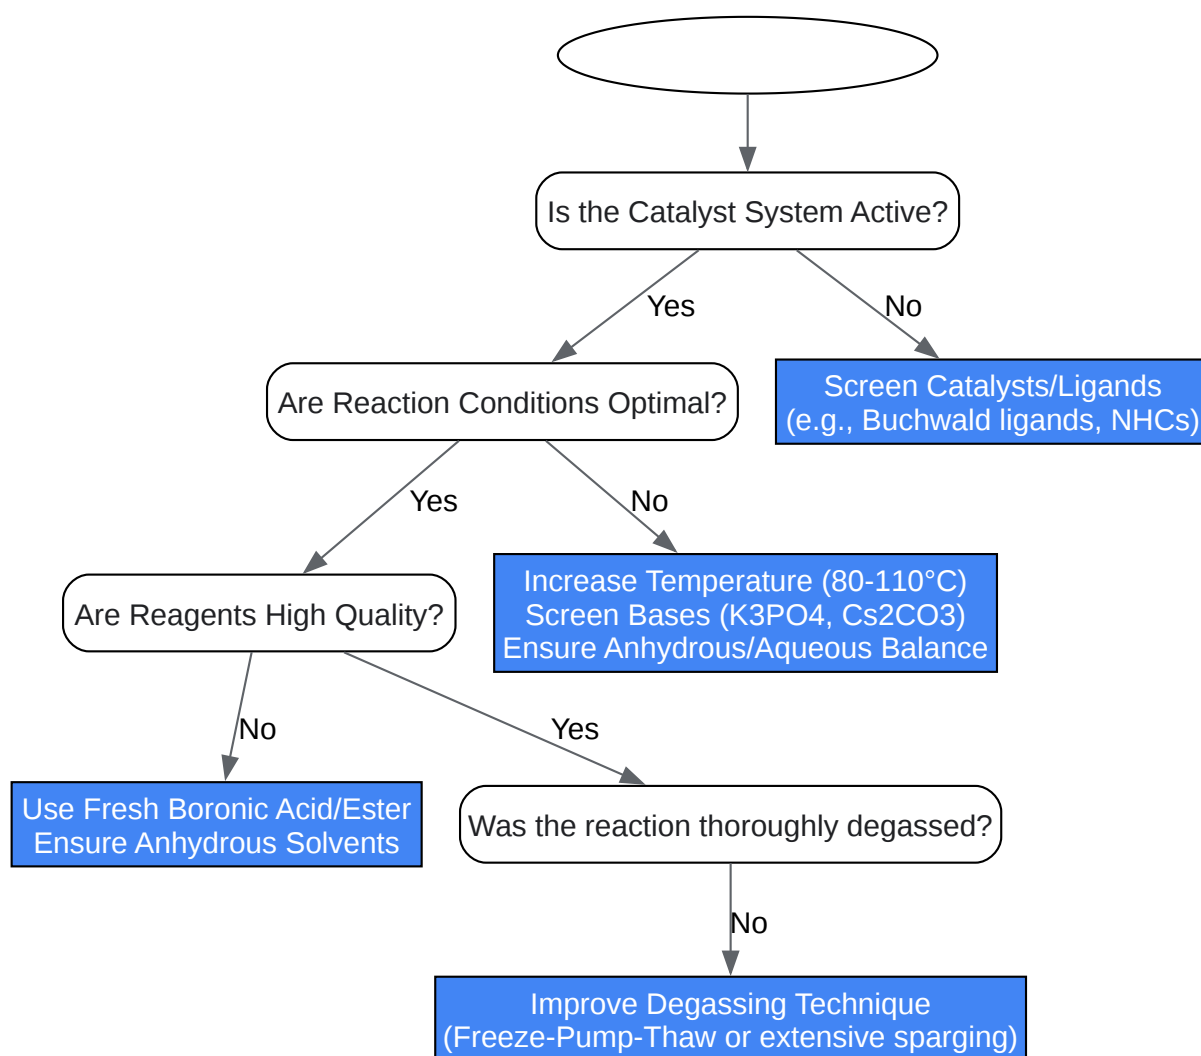 Is the Catalyst System Active?
Yes
No
Are Reaction Conditions Optimal?
Screen Catalysts/Ligands
(e.g., Buchwald ligands, NHCs)
Yes
No
Are Reagents High Quality?
Increase Temperature (80-110°C)
Screen Bases (K3PO4, Cs2CO3)
Ensure Anhydrous/Aqueous Balance
No
Yes
Use Fresh Boronic Acid/Ester
Ensure Anhydrous Solvents
Was the reaction thoroughly degassed?
No
Improve Degassing Technique
(Freeze-Pump-Thaw or extensive sparging)